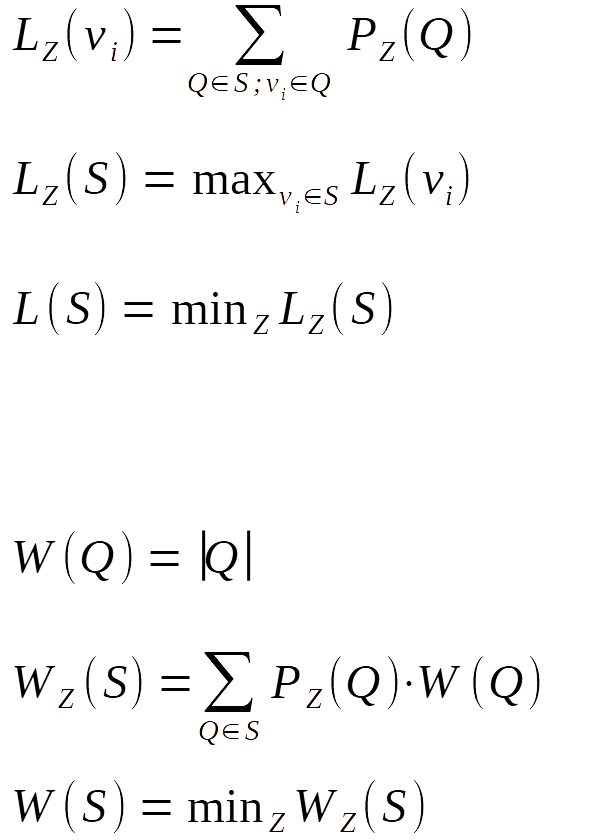 L_Z(v_i) = ∑_{Q∈S; v_i∈Q} P_Z(Q)
L_Z(S) = max_{v_i∈S} L_Z(v_i)
L(S) = min_Z L_Z(S)
W(Q) = |Q|
W_Z(S) = ∑_{Q∈S} P_Z(Q)·W(Q)
W(S) = min_Z W_Z(S)